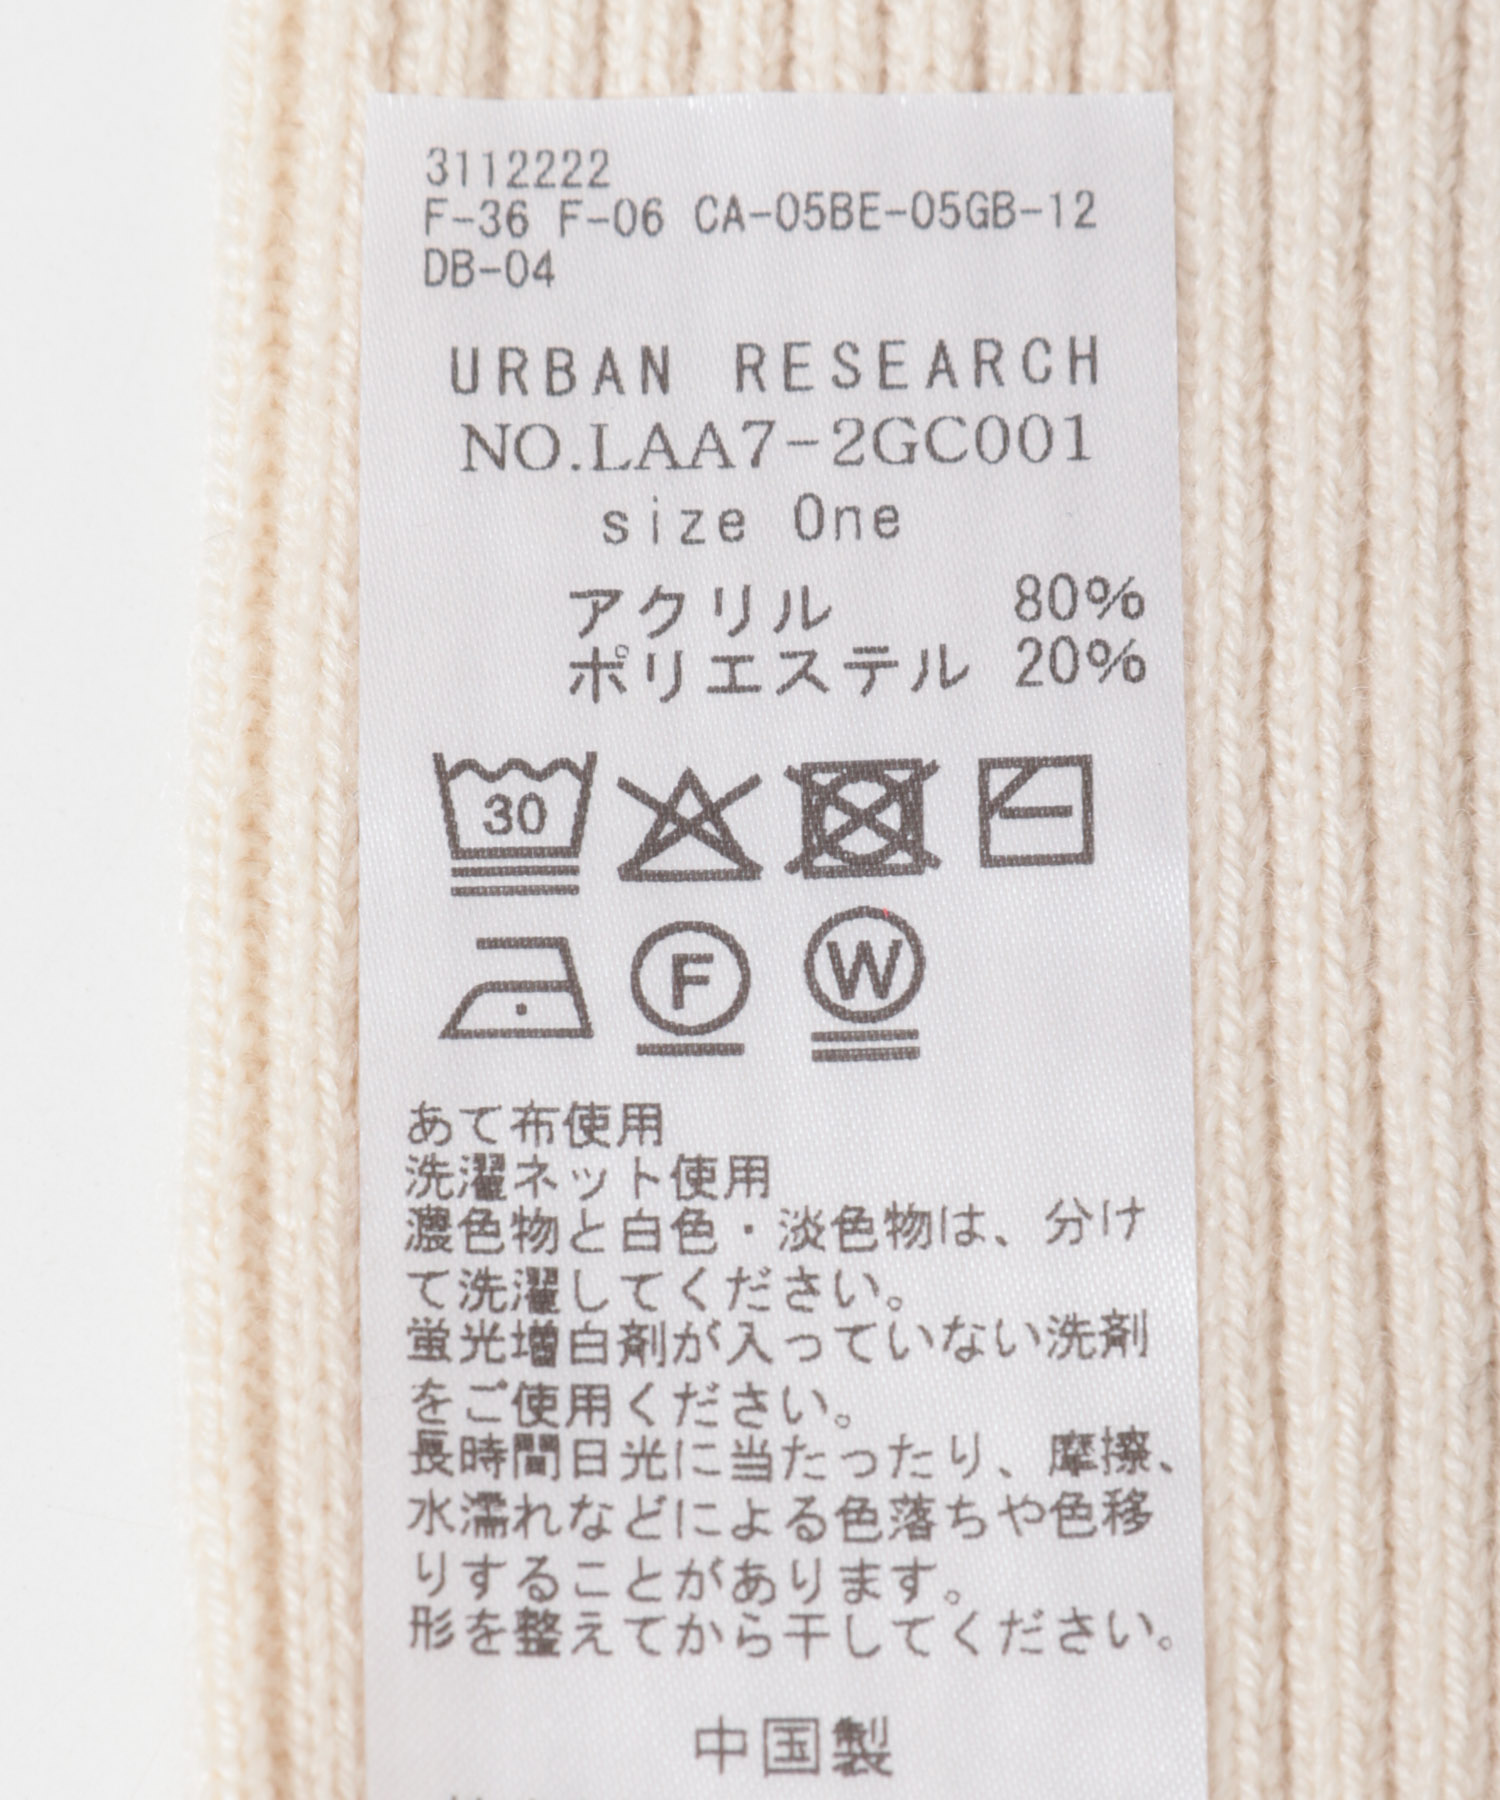 3112222
F-36 F-06 CA-05BE-05GB-12
DB-04
URBAN RESEARCH
NO.LAA7-2GC001
size One
アクリル 80%
ポリエステル 20%
30
F W
あて布使用
洗濯ネット使用
濃色物と白色・淡色物は、分け
て洗濯してください。
蛍光増白剤が入っていない洗剤
をご使用ください。
長時間日光に当たったり、摩擦、
水濡れなどによる色落ちや色移
りすることがあります。
形を整えてから干してください。
中国製